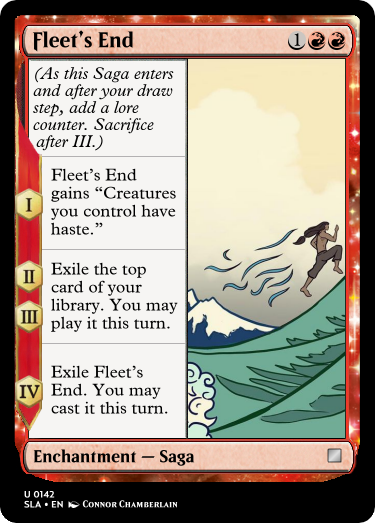 Fleet's End
1
(As this Saga enters
and after your draw
step, add a lore
counter. Sacrifice
after III.)
I
Fleet's End
gains “Creatures
you control have
haste.”
II
III
Exile the top
card of your
library. You may
play it this turn.
IV
Exile Fleet's
End. You may
cast it this turn.
Enchantment — Saga
U 0142
SLA • EN CONNOR CHAMBERLAIN